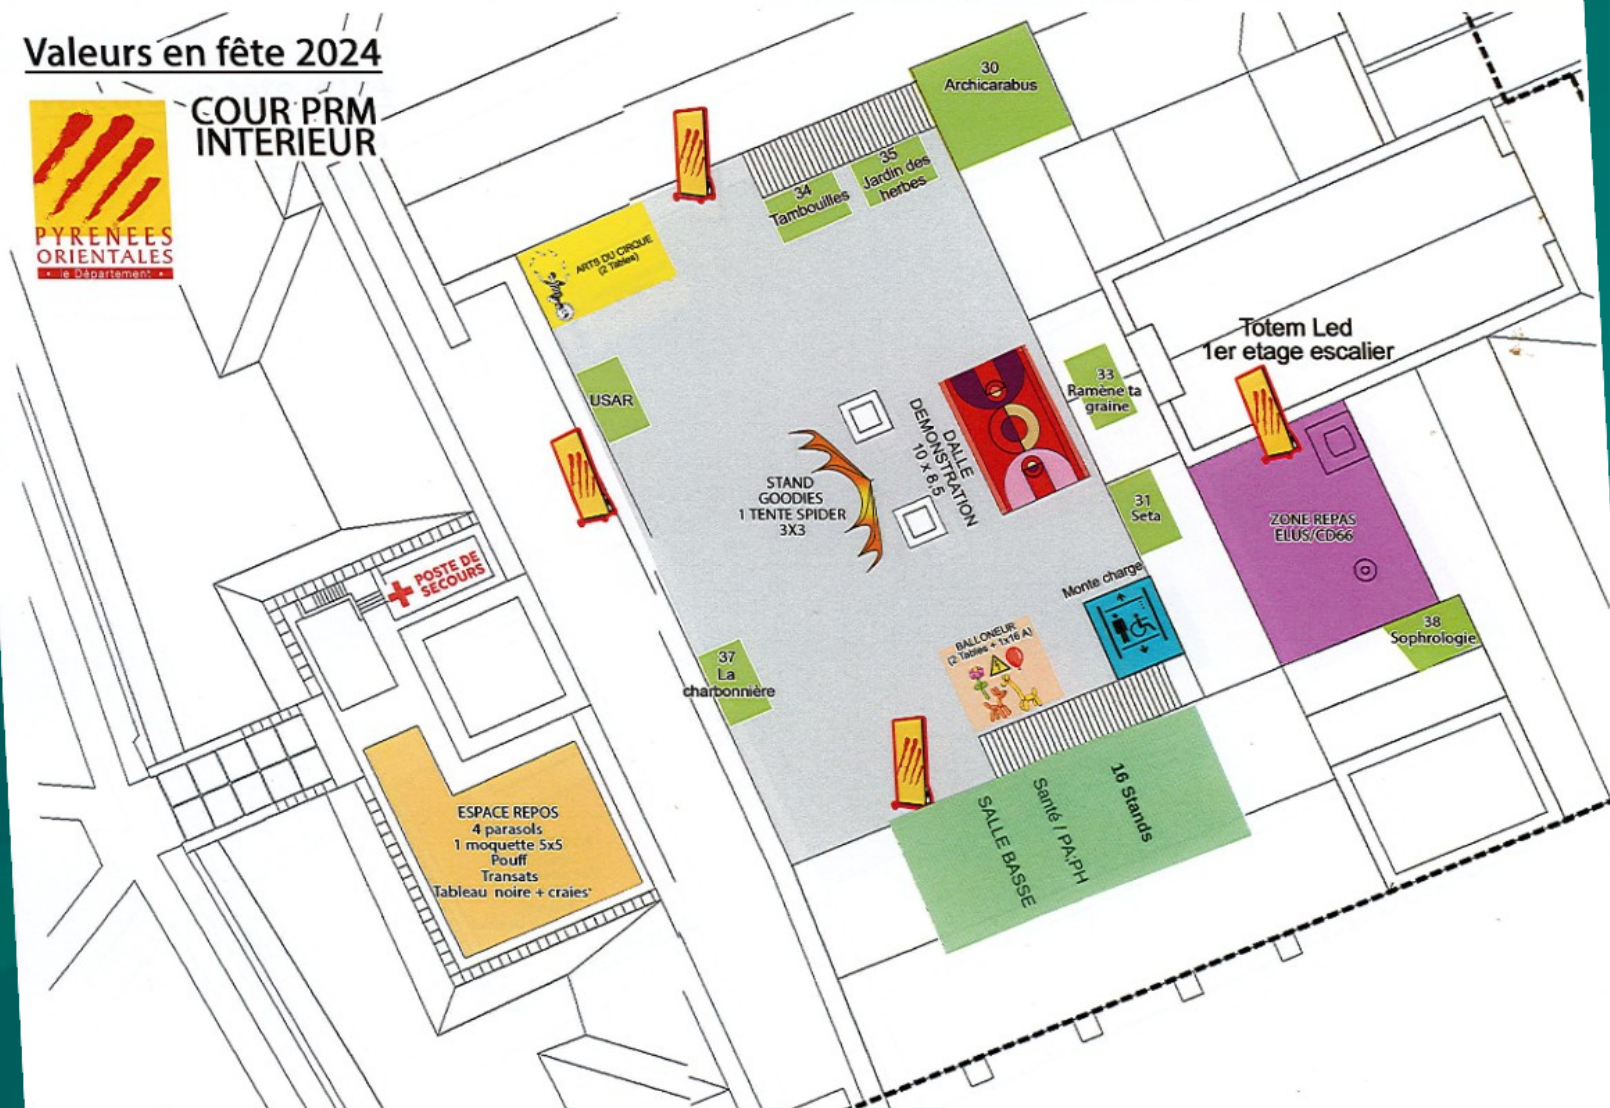 Valeurs en fête 2024
COUR PRM
INTERIEUR
PYRENEES
ORIENTALES
le Département
30
Archicarabus
35
Jardin des
herbes
34
Tambouilles
ARTS DU CIRQUE
(2 Tables)
USAR
Totem Led
1er etage escalier
33
Ramène ta
graine
DALLE
DEMONSTRATION
10 x 8,5
STAND
GOODIES
1 TENTE SPIDER
3X3
31
Seta
ZONE REPAS
ELUS/CD66
POSTE DE
SECOURS
Monte charge
38
Sophrologie
BALLONEUR
(2 Tables + 1x16 A)
37
La
charbonnière
16 Stands
Santé / PA;PH
SALLE BASSE
ESPACE REPOS
4 parasols
1 moquette 5x5
Pouff
Transats
Tableau noire + craies